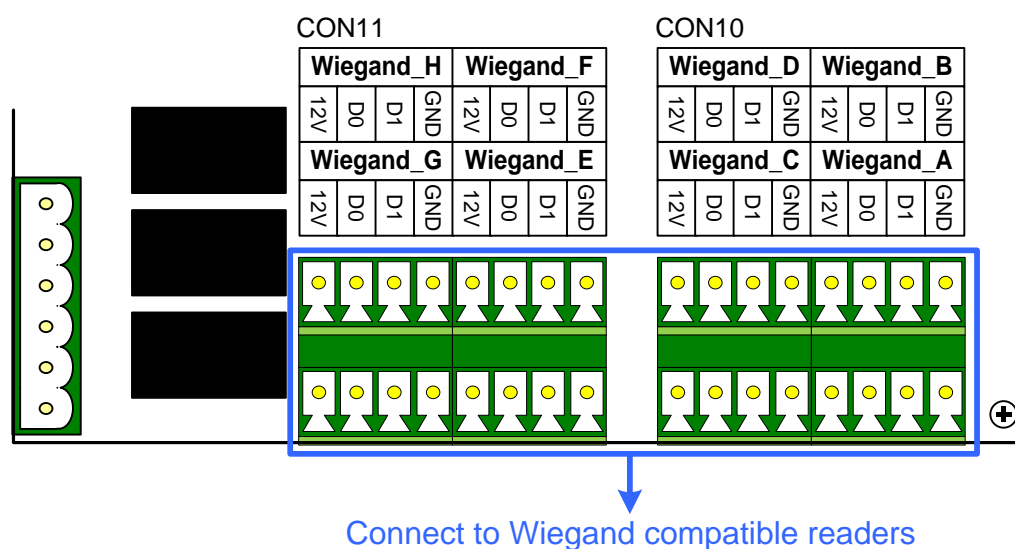 CON11 CON10
Wiegand_H Wiegand_F Wiegand_D Wiegand_B
12V D0 D1 GND 12V D0 D1 GND 12V D0 D1 GND 12V D0 D1 GND
Wiegand_G Wiegand_E Wiegand_C Wiegand_A
12V D0 D1 GND 12V D0 D1 GND 12V D0 D1 GND 12V D0 D1 GND
Connect to Wiegand compatible readers